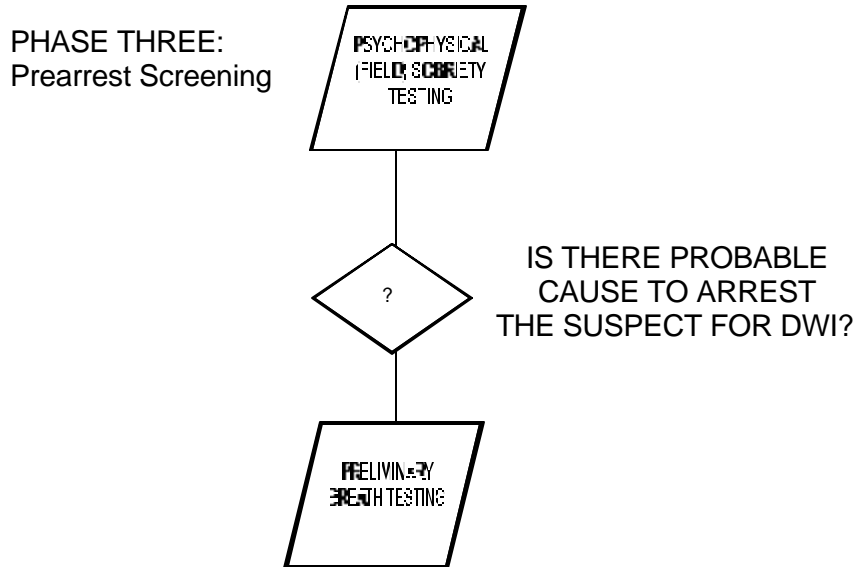 PHASE THREE:
Prearrest Screening
PSYCHOPHYSICAL
(FIELD) SOBRIETY
TESTING
?
IS THERE PROBABLE
CAUSE TO ARREST
THE SUSPECT FOR DWI?
PRELIMINARY
BREATH TESTING